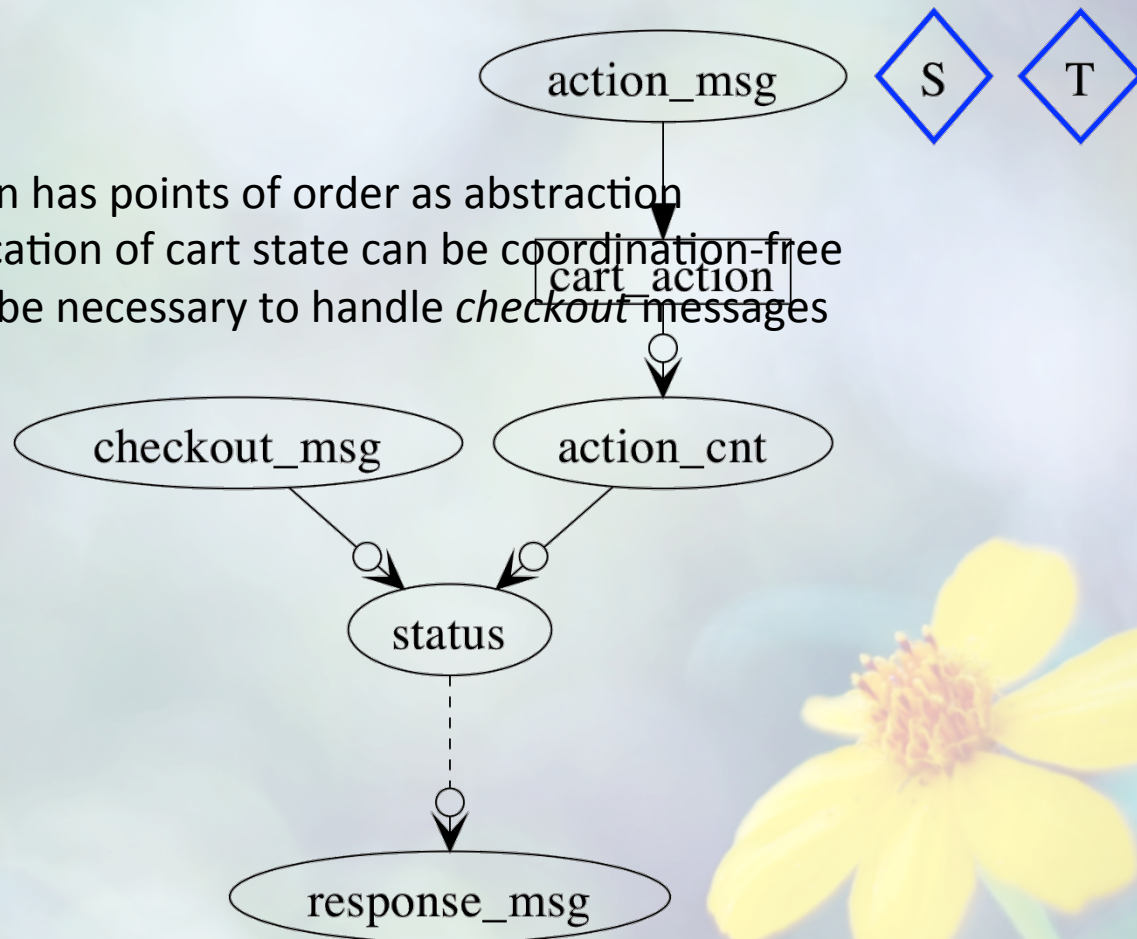 action_msg S T
n has points of order as abstraction
cation of cart state can be coordination-free
cart_action
be necessary to handle checkout messages
checkout_msg action_cnt
status
response_msg